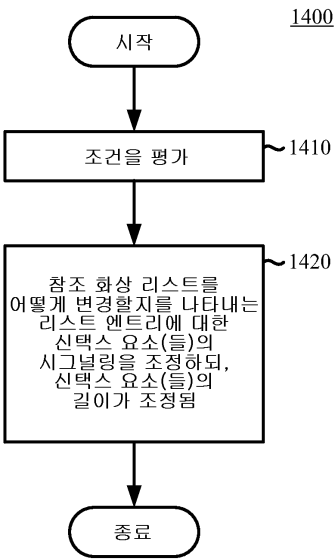 1400
시작
조건을 평가
1410
1420
참조 화상 리스트를
어떻게 변경할지를 나타내는
리스트 엔트리에 대한
신택스 요소(들)의
시그널링을 조정하되,
신택스 요소(들)의
길이가 조정됨
종료